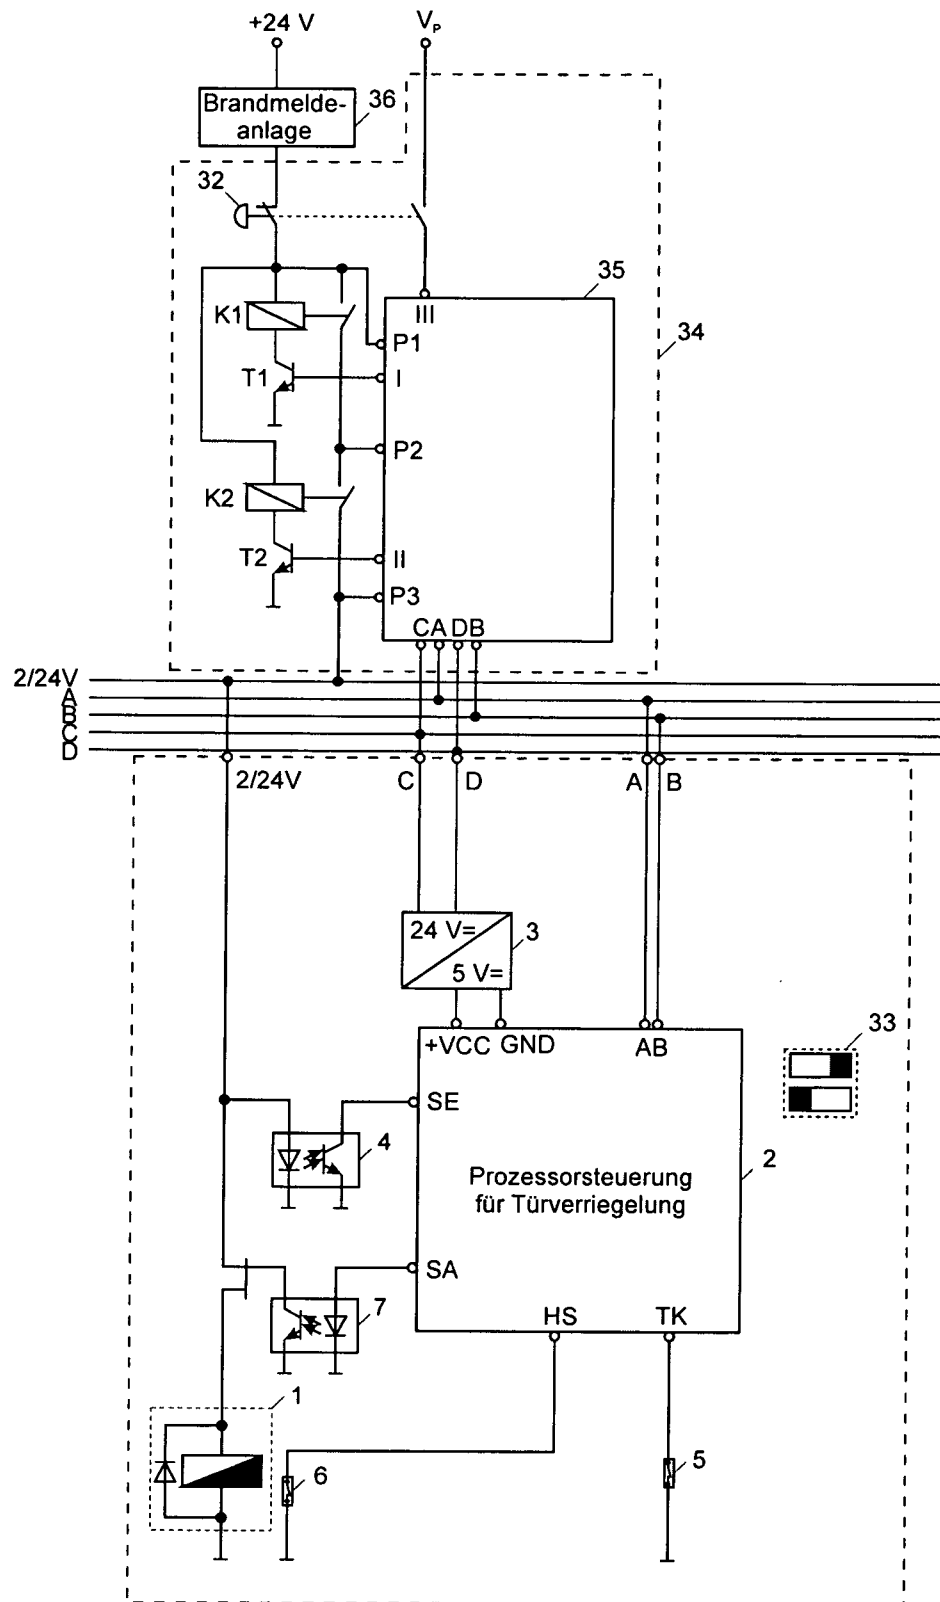 +24 V
V_P
Brandmelde-
anlage
36
32
35
III
K1
P1
34
T1
I
P2
K2
T2
II
P3
CA DB
2/24V
A
B
C
D
2/24V
C
D
A
B
24 V=
5 V=
3
33
+VCC GND
AB
SE
4
Prozessorsteuerung
für Türverriegelung
2
SA
7
HS
TK
1
6
5